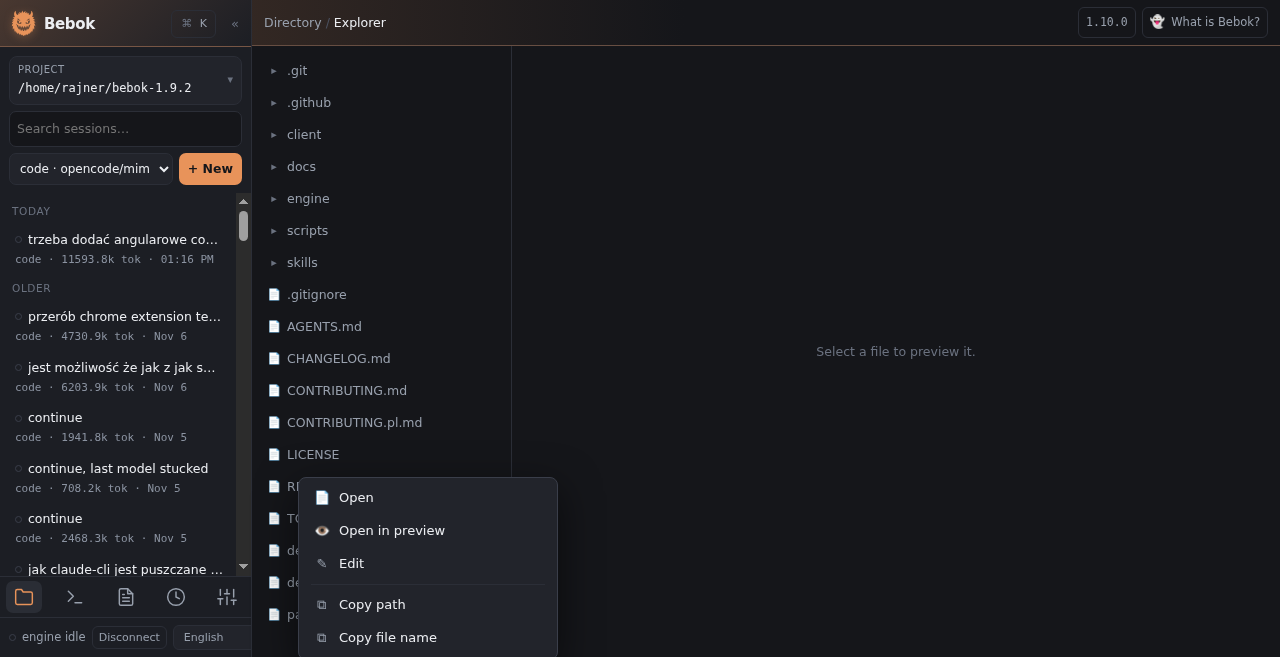 Bebok
⌘ K
«
Directory / Explorer
1.10.0
What is Bebok?
PROJECT
/home/rajner/bebok-1.9.2
Search sessions...
code · opencode/mim
+ New
TODAY
trzeba dodać angularowe co...
code · 11593.8k tok · 01:16 PM
OLDER
przerób chrome extension te...
code · 4730.9k tok · Nov 6
jest możliwość że jak z jak s...
code · 6203.9k tok · Nov 6
continue
code · 1941.8k tok · Nov 5
continue, last model stucked
code · 708.2k tok · Nov 5
continue
code · 2468.3k tok · Nov 5
jak claude-cli jest puszczane ...
engine idle
Disconnect
English
.git
.github
client
docs
engine
scripts
skills
.gitignore
AGENTS.md
CHANGELOG.md
CONTRIBUTING.md
CONTRIBUTING.pl.md
LICENSE
Open
Open in preview
Edit
Copy path
Copy file name
Select a file to preview it.